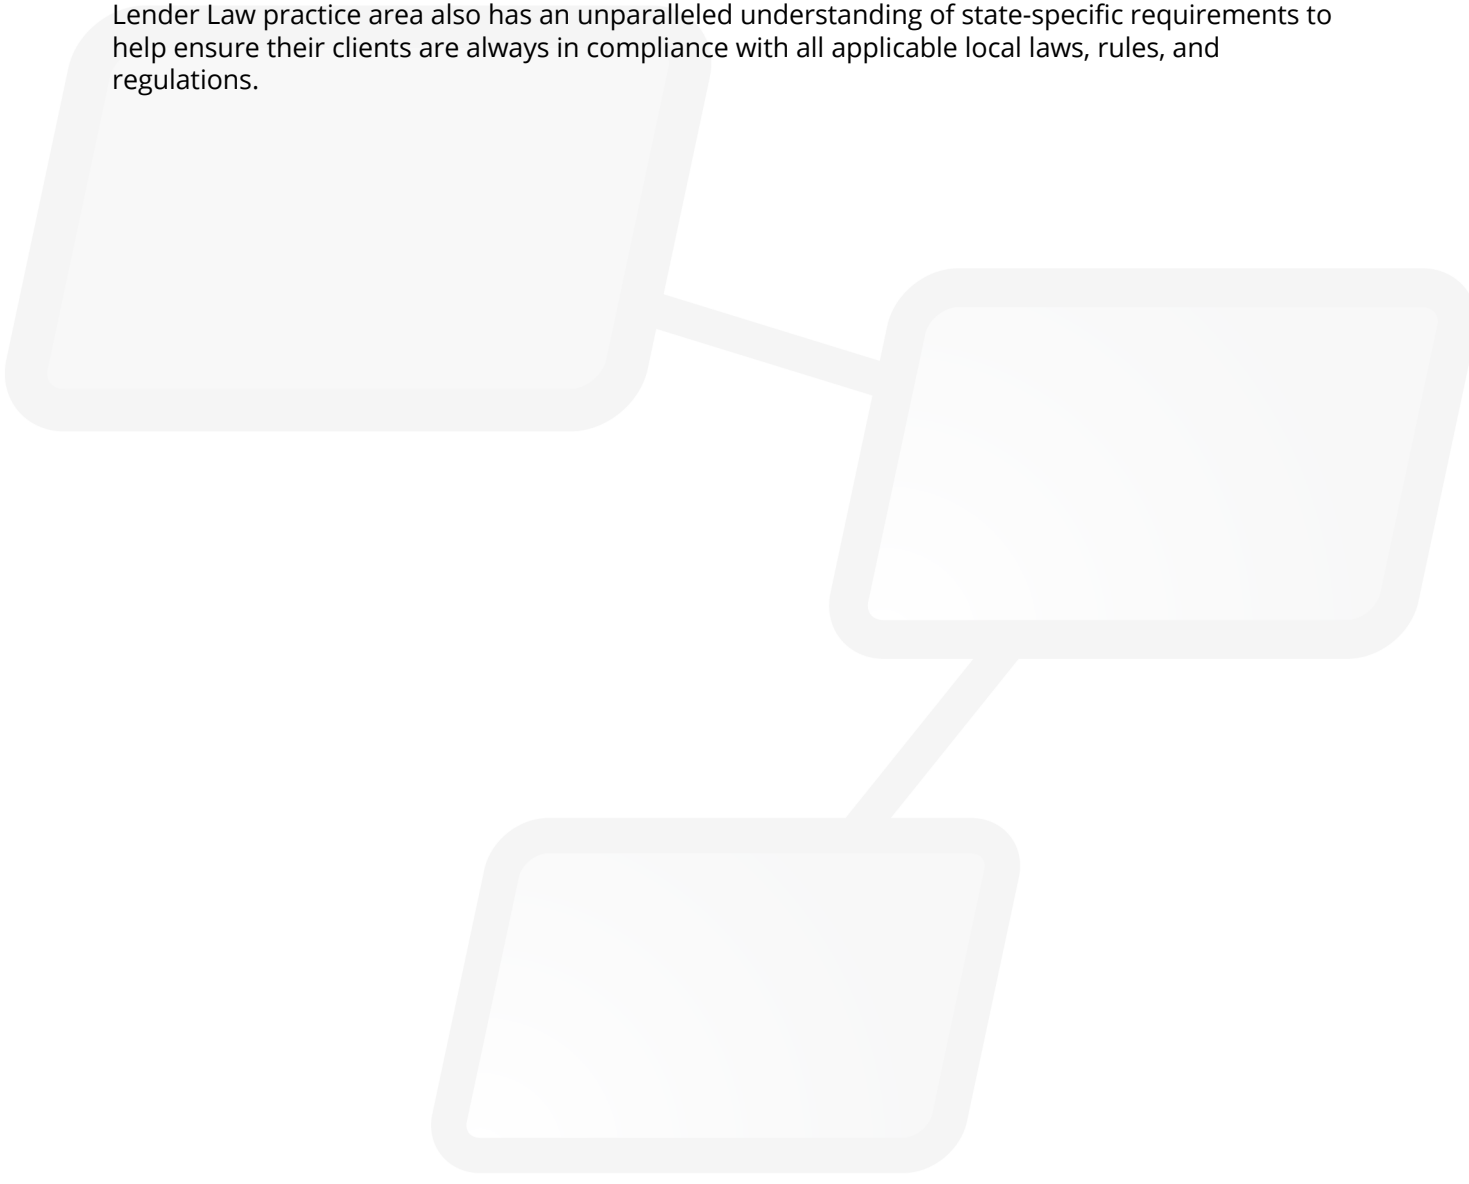 Lender Law practice area also has an unparalleled understanding of state-specific requirements to
help ensure their clients are always in compliance with all applicable local laws, rules, and
regulations.